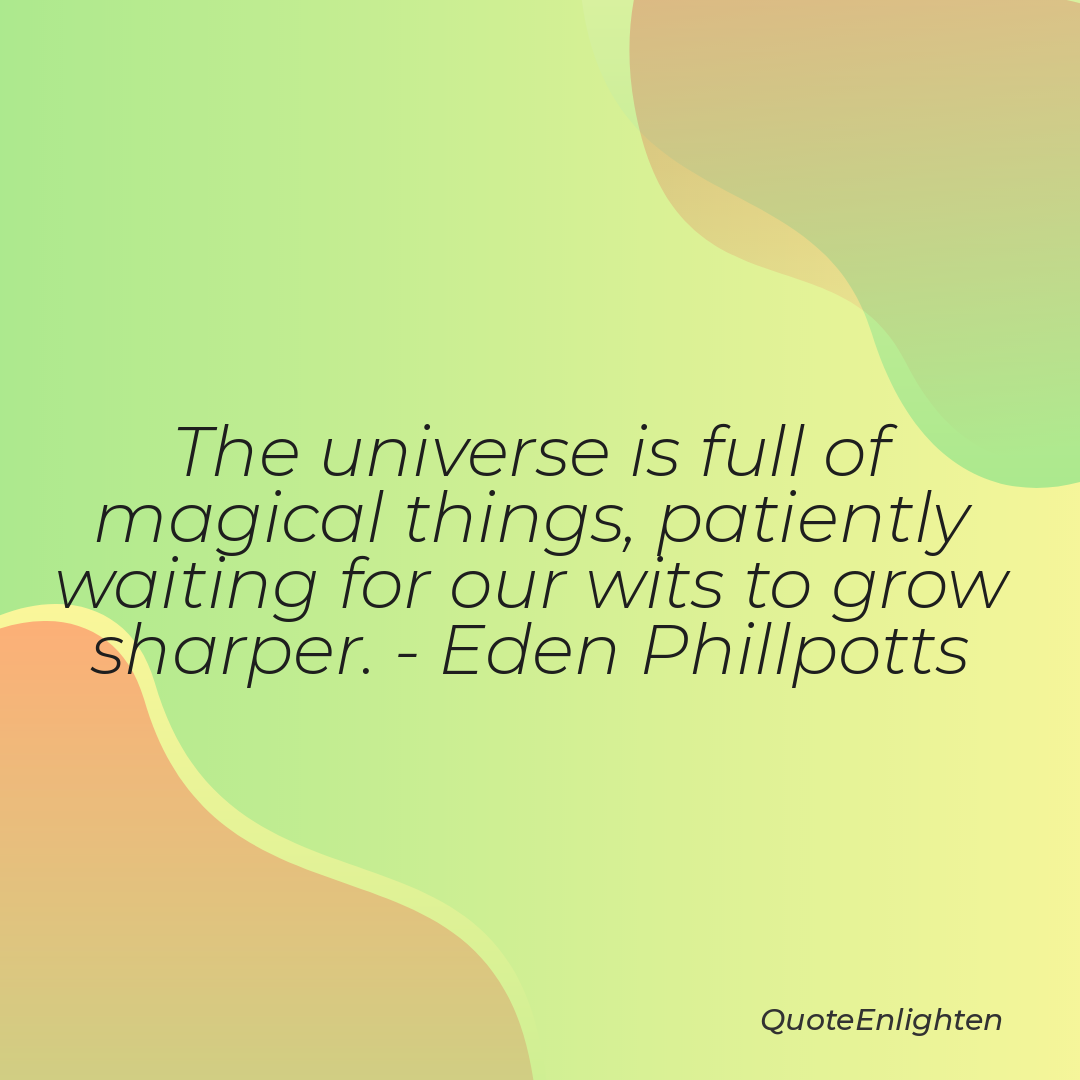 The universe is full of
magical things, patiently
waiting for our wits to grow
sharper. - Eden Phillpotts
QuoteEnlighten